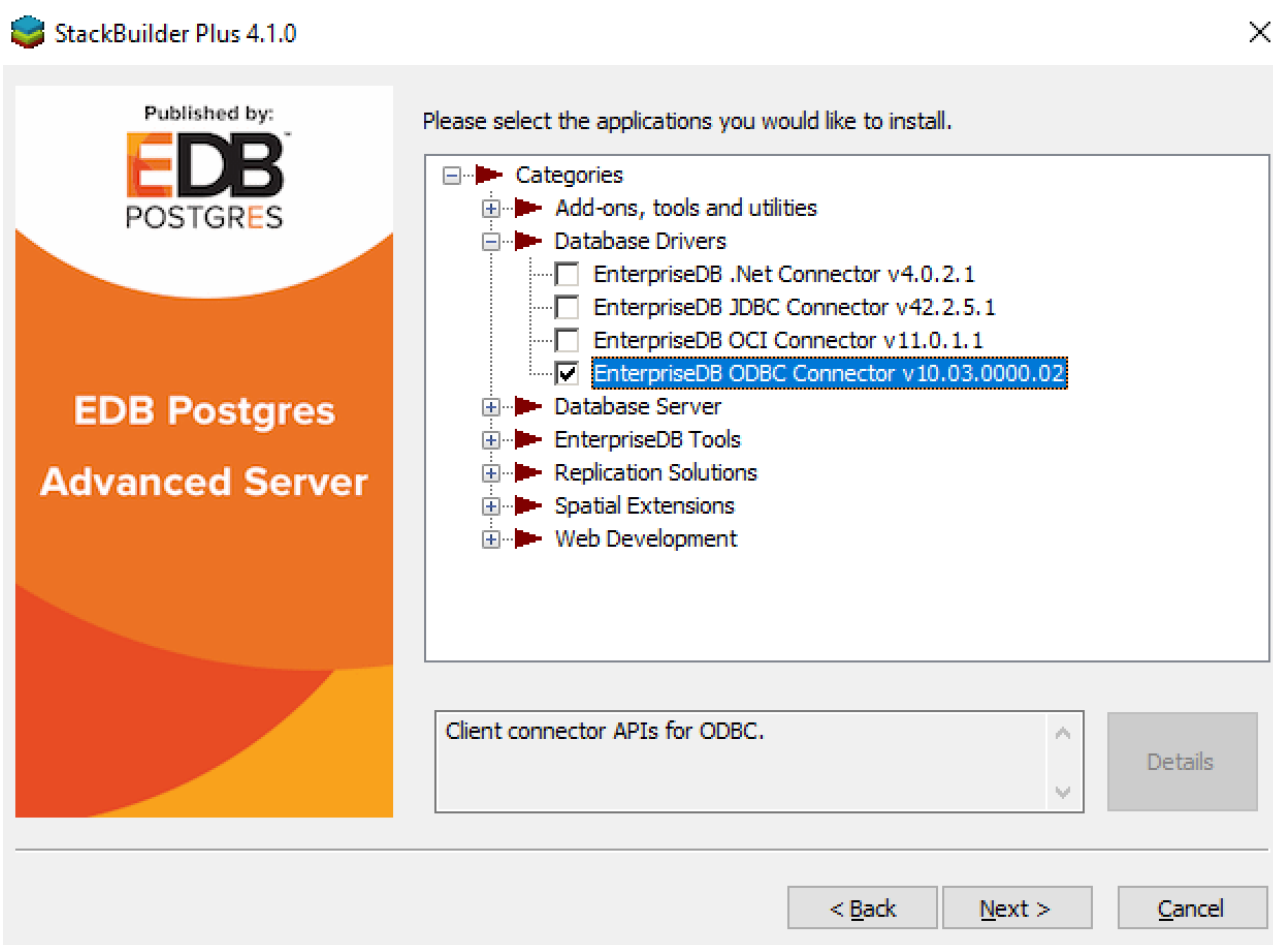 StackBuilder Plus 4.1.0
Published by:
EDB™
POSTGRES
EDB Postgres
Advanced Server
Please select the applications you would like to install.
Categories
Add-ons, tools and utilities
Database Drivers
EnterpriseDB .Net Connector v4.0.2.1
EnterpriseDB JDBC Connector v42.2.5.1
EnterpriseDB OCI Connector v11.0.1.1
EnterpriseDB ODBC Connector v10.03.0000.02
Database Server
EnterpriseDB Tools
Replication Solutions
Spatial Extensions
Web Development
Client connector APIs for ODBC.
Details
< Back
Next >
Cancel